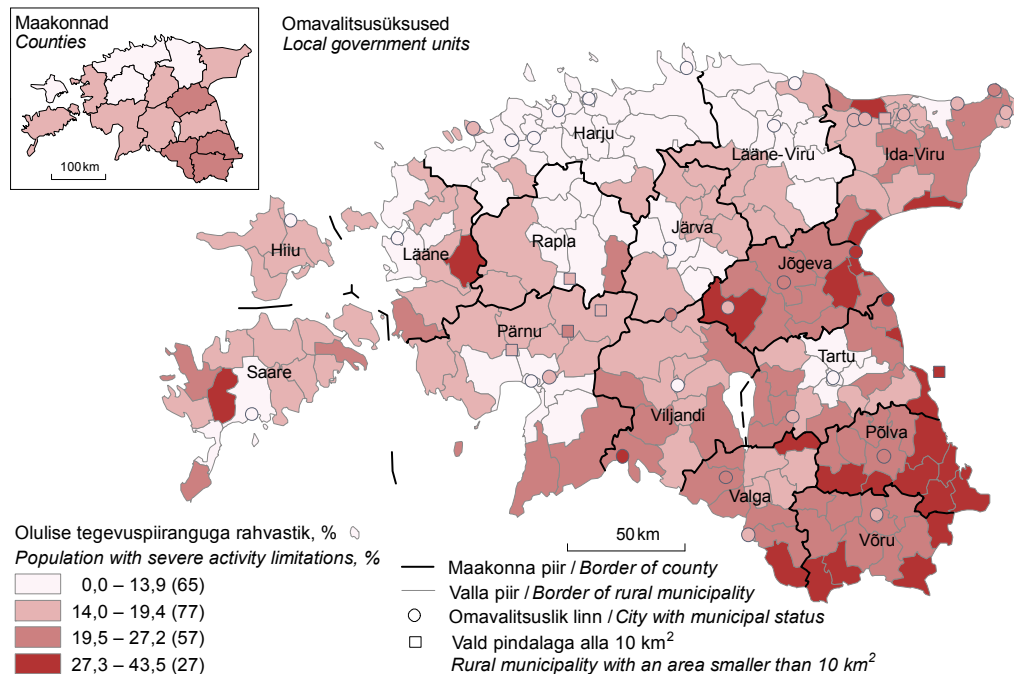 Maakonnad
Counties
100 km
Omavalitsusüksused
Local government units
Harju
Lääne-Viru
Ida-Viru
Hiiu
Lääne
Rapla
Järva
Jõgeva
Pärnu
Saare
Tartu
Viljandi
Põlva
Valga
Võru
Olulise tegevuspiiranguga rahvastik, %
Population with severe activity limitations, %
0,0 – 13,9 (65)
14,0 – 19,4 (77)
19,5 – 27,2 (57)
27,3 – 43,5 (27)
50 km
Maakonna piir / Border of county
Valla piir / Border of rural municipality
Omavalitsuslik linn / City with municipal status
Vald pindalaga alla 10 km²
Rural municipality with an area smaller than 10 km²